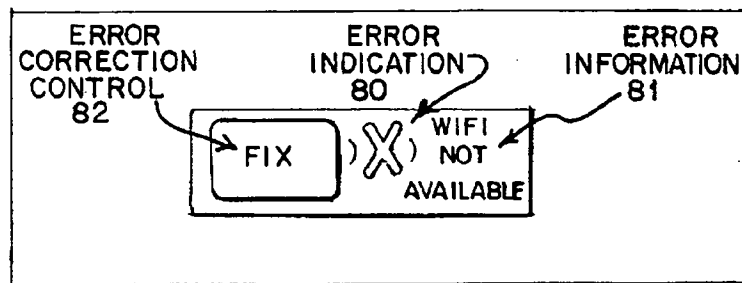 ERROR
CORRECTION
CONTROL
82
ERROR
INDICATION
80
ERROR
INFORMATION
81
FIX
X
WIFI
NOT
AVAILABLE